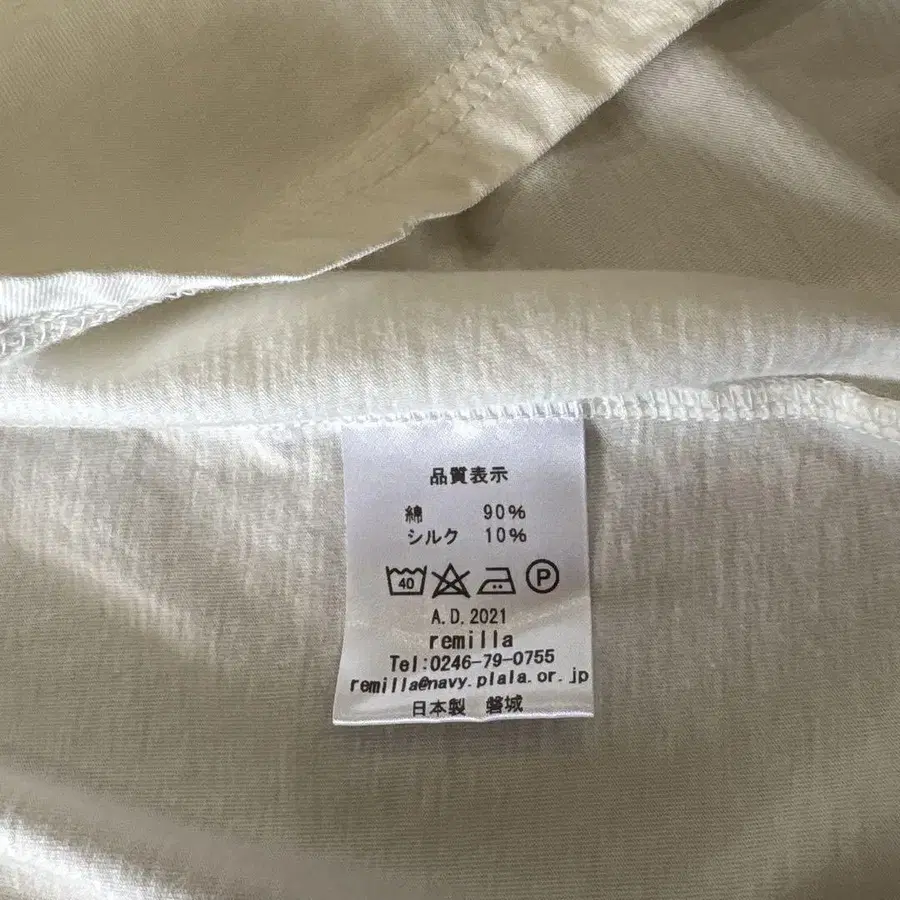 品質表示
綿 90%
シルク 10%
40 P
A.D.2021
remilla
Tel:0246-79-0755
remilla@navy.plala.or.jp
日本製 磐城